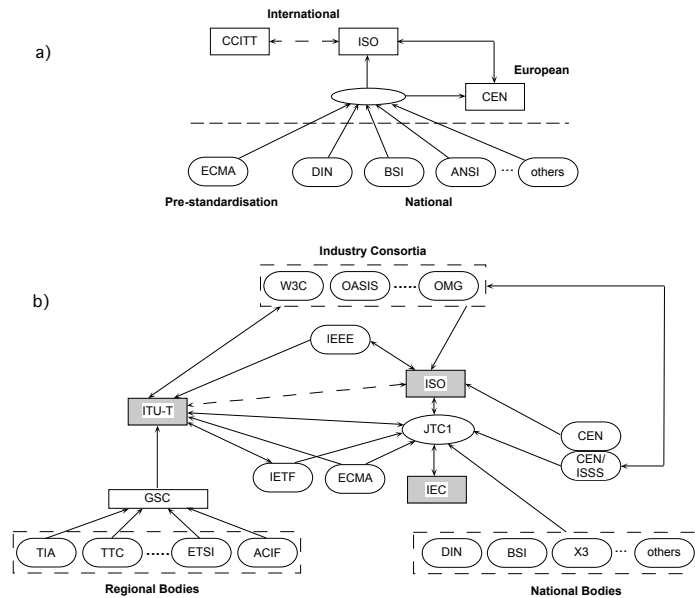 International
a)
CCITT
ISO
European
CEN
ECMA
DIN
BSI
ANSI
...
others
Pre-standardisation
National
Industry Consortia
b)
W3C
OASIS
.....
OMG
IEEE
ISO
ITU-T
JTC1
CEN
CEN/
ISSS
IETF
ECMA
IEC
GSC
TIA
TTC
.....
ETSI
ACIF
DIN
BSI
X3
...
others
Regional Bodies
National Bodies